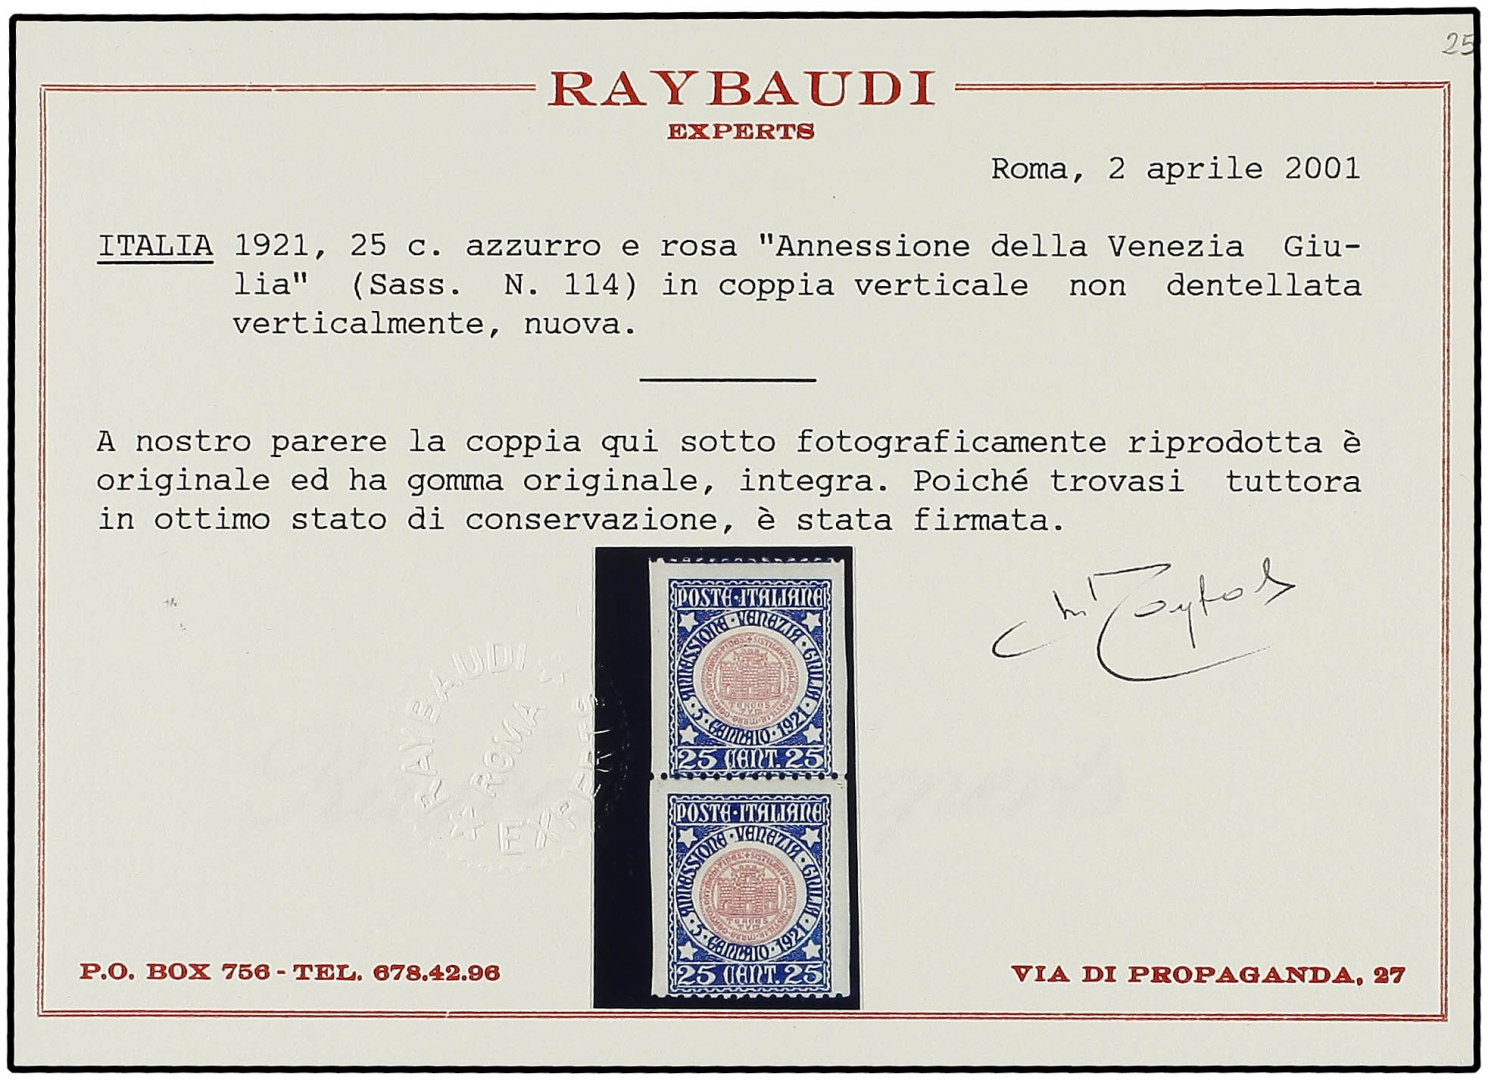 25
RAYBAUDI
EXPERTS
Roma, 2 aprile 2001
ITALIA 1921, 25 c. azzurro e rosa "Annessione della Venezia Giu-
lia" (Sass. N. 114) in coppia verticale non dentellata
verticalmente, nuova.
A nostro parere la coppia qui sotto fotograficamente riprodotta è
originale ed ha gomma originale, integra. Poiché trovasi tuttora
in ottimo stato di conservazione, è stata firmata.
POSTE·ITALIANE
ANNESSIONE·VENEZIA·GIULIA
·5·GENNAIO·1921·
25 CENT. 25
POSTE·ITALIANE
ANNESSIONE·VENEZIA·GIULIA
·5·GENNAIO·1921·
25 CENT. 25
RAYBAUDI
EXPERTS
ROMA
P.O. BOX 756 - TEL. 678.42.96
VIA DI PROPAGANDA, 27